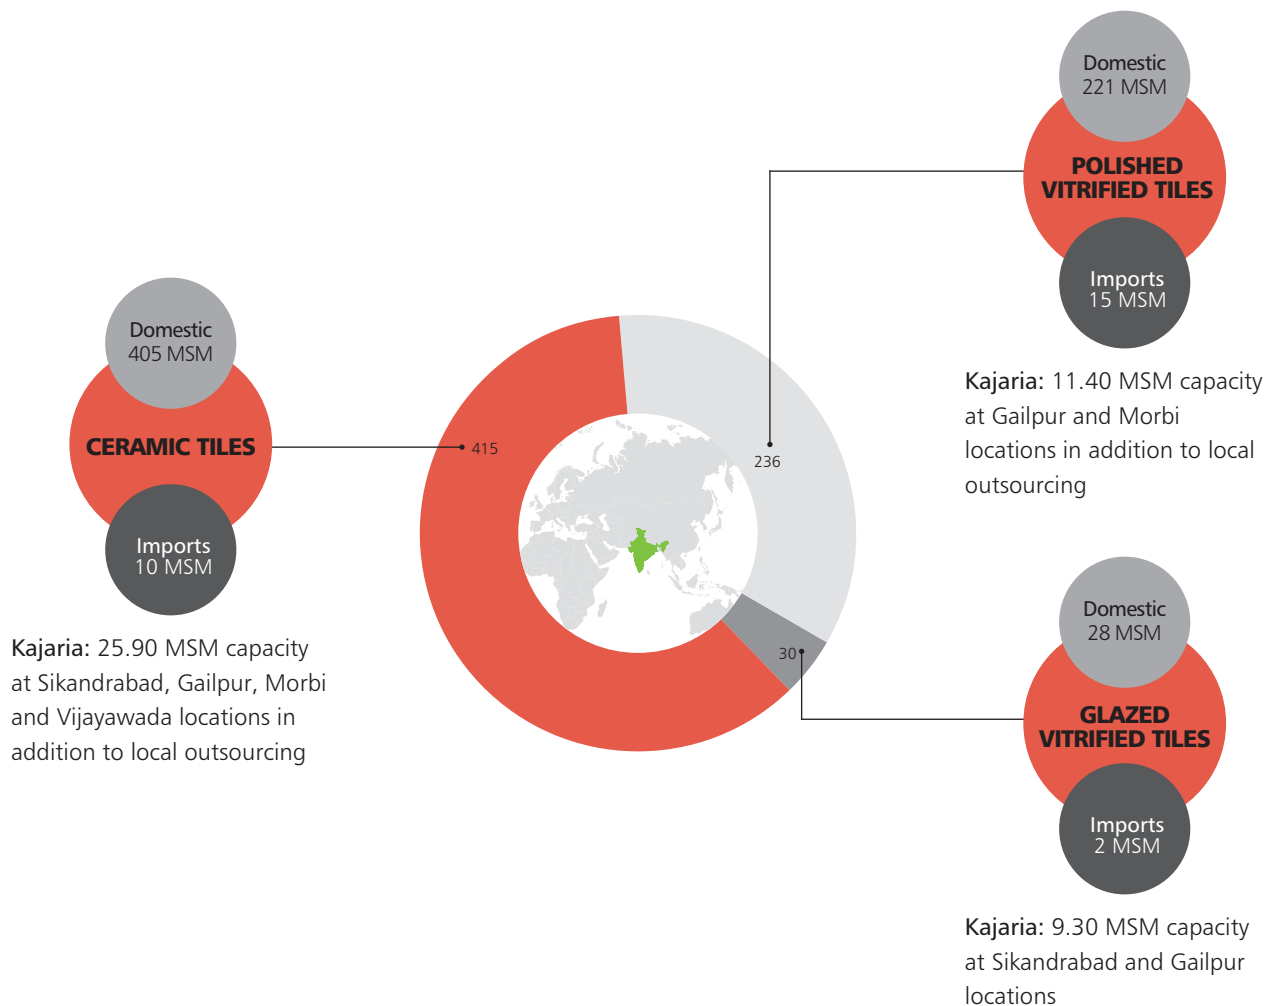 Domestic
405 MSM
CERAMIC TILES
Imports
10 MSM
Kajaria: 25.90 MSM capacity
at Sikandrabad, Gailpur, Morbi
and Vijayawada locations in
addition to local outsourcing
415
236
30
Domestic
221 MSM
POLISHED
VITRIFIED TILES
Imports
15 MSM
Kajaria: 11.40 MSM capacity
at Gailpur and Morbi
locations in addition to local
outsourcing
Domestic
28 MSM
GLAZED
VITRIFIED TILES
Imports
2 MSM
Kajaria: 9.30 MSM capacity
at Sikandrabad and Gailpur
locations